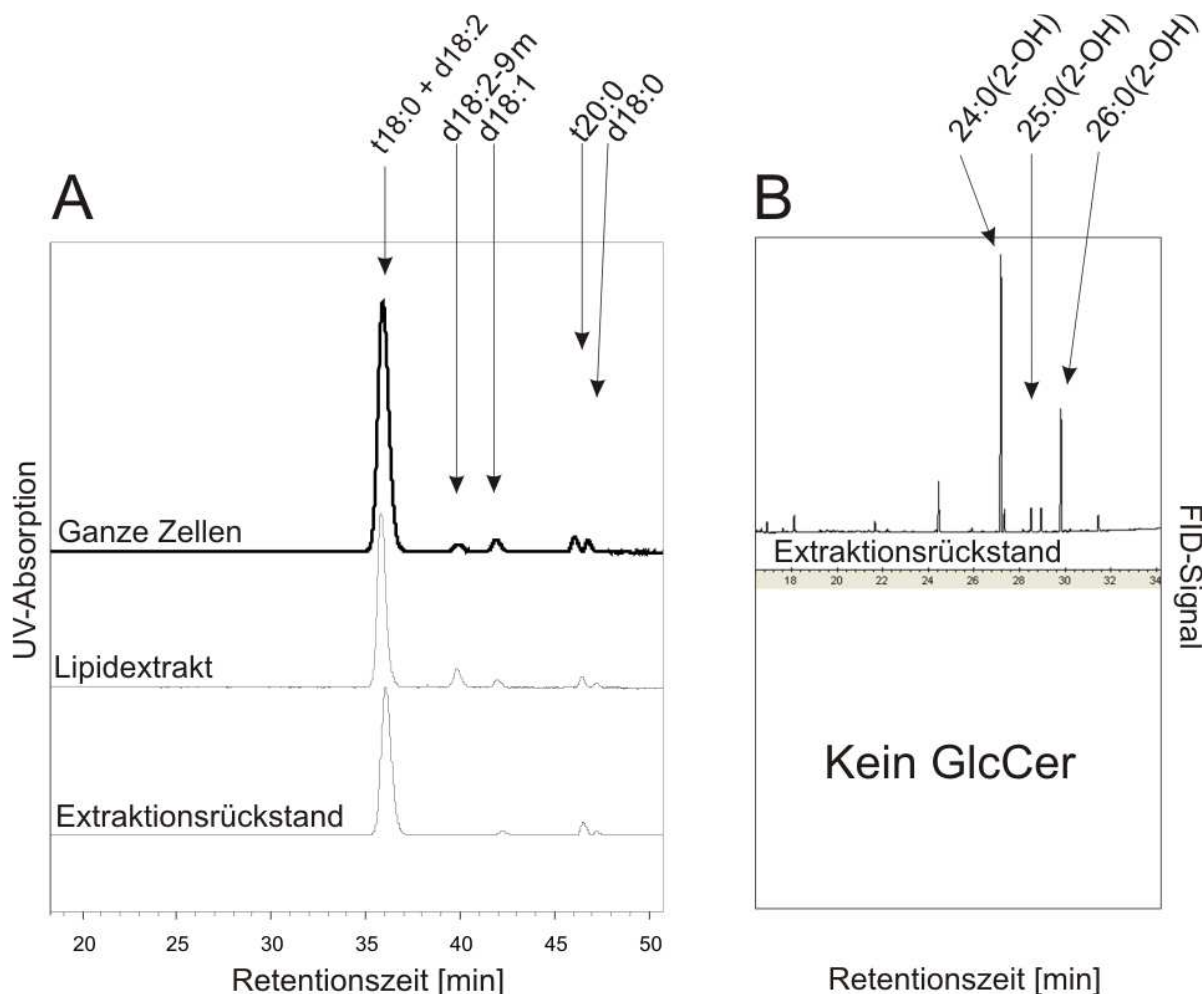 t18:0 + d18:2
d18:2-9m
d18:1
t20:0
d18:0
A
UV-Absorption
Ganze Zellen
Lipidextrakt
Extraktionsrückstand
20 25 30 35 40 45 50
Retentionszeit [min]
24:0(2-OH)
25:0(2-OH)
26:0(2-OH)
B
Extraktionsrückstand
18 20 22 24 26 28 30 32 34
FID-Signal
Kein GlcCer
Retentionszeit [min]